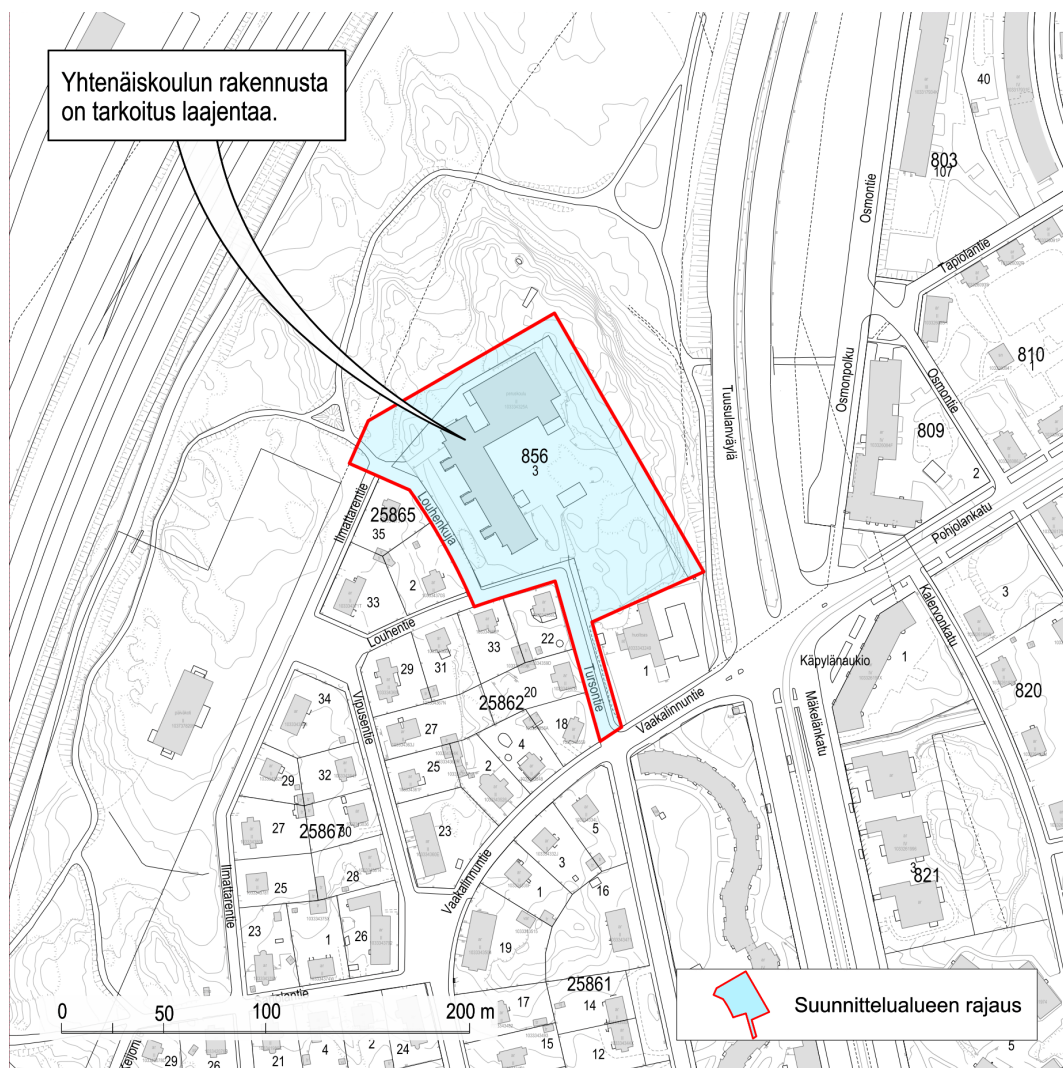 Yhtenäiskoulun rakennusta
on tarkoitus laajentaa.
40
803
107
Osmontie
Tapiolantie
810
1
Osmontie
Osmonpolku
809
2
Tuusulanväylä
Pohjolankatu
856
3
Louhenkuja
25865
35
Ilmattarentie
33
2
Louhentie
Tursontie
1
Vaakalinnuntie
Käpylänaukio
1
Kalervonkatu
3
820
Mäkelänkatu
821
3
22
33
31
29
20
25862
18
27
4
2
25
23
Vipusentie
34
32
29
27
25867
30
28
25
23
1
26
Ilmattarentie
Vaakalinnuntie
5
3
1
16
19
25861
17
14
15
12
29
26
21
4
2
24
5
0
50
100
200 m
Suunnittelualueen rajaus